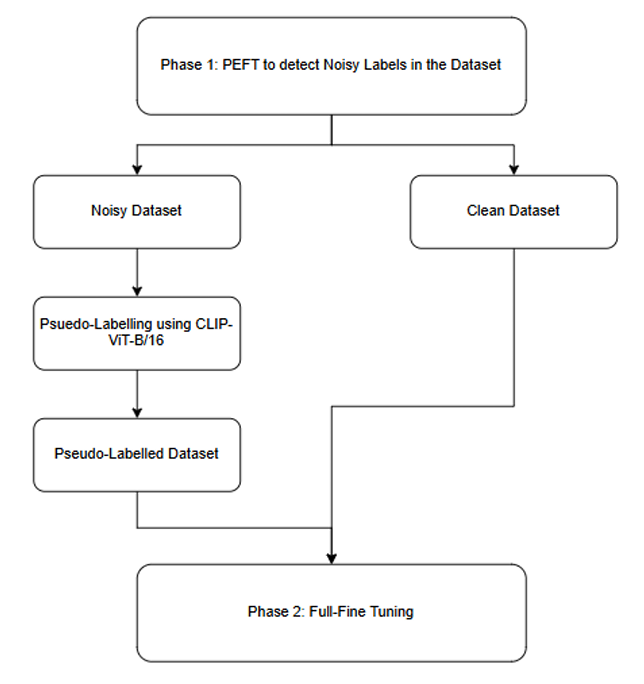 Phase 1: PEFT to detect Noisy Labels in the Dataset
Noisy Dataset
Clean Dataset
Psuedo-Labelling using CLIP-
ViT-B/16
Pseudo-Labelled Dataset
Phase 2: Full-Fine Tuning